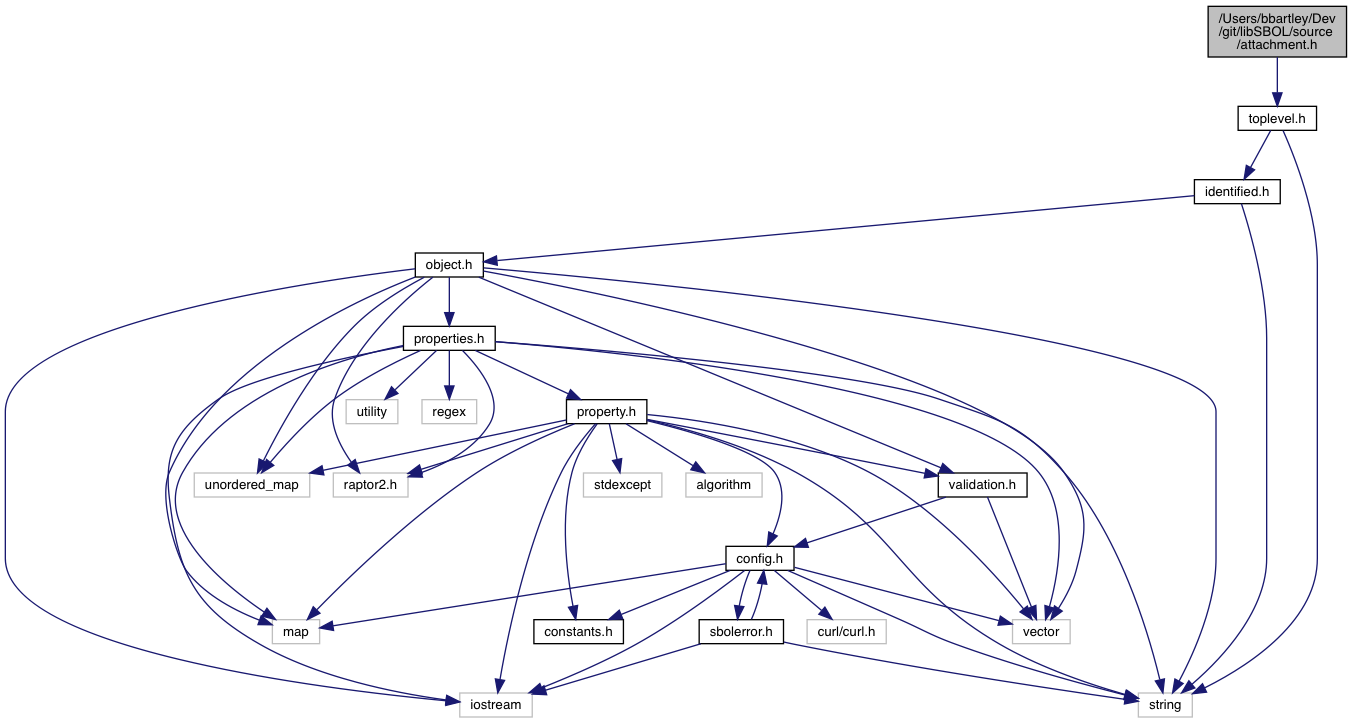 /Users/bbartley/Dev
/git/libSBOL/source
/attachment.h
toplevel.h
identified.h
object.h
properties.h
utility
regex
property.h
unordered_map
raptor2.h
stdexcept
algorithm
validation.h
config.h
map
constants.h
sbolerror.h
curl/curl.h
vector
iostream
string